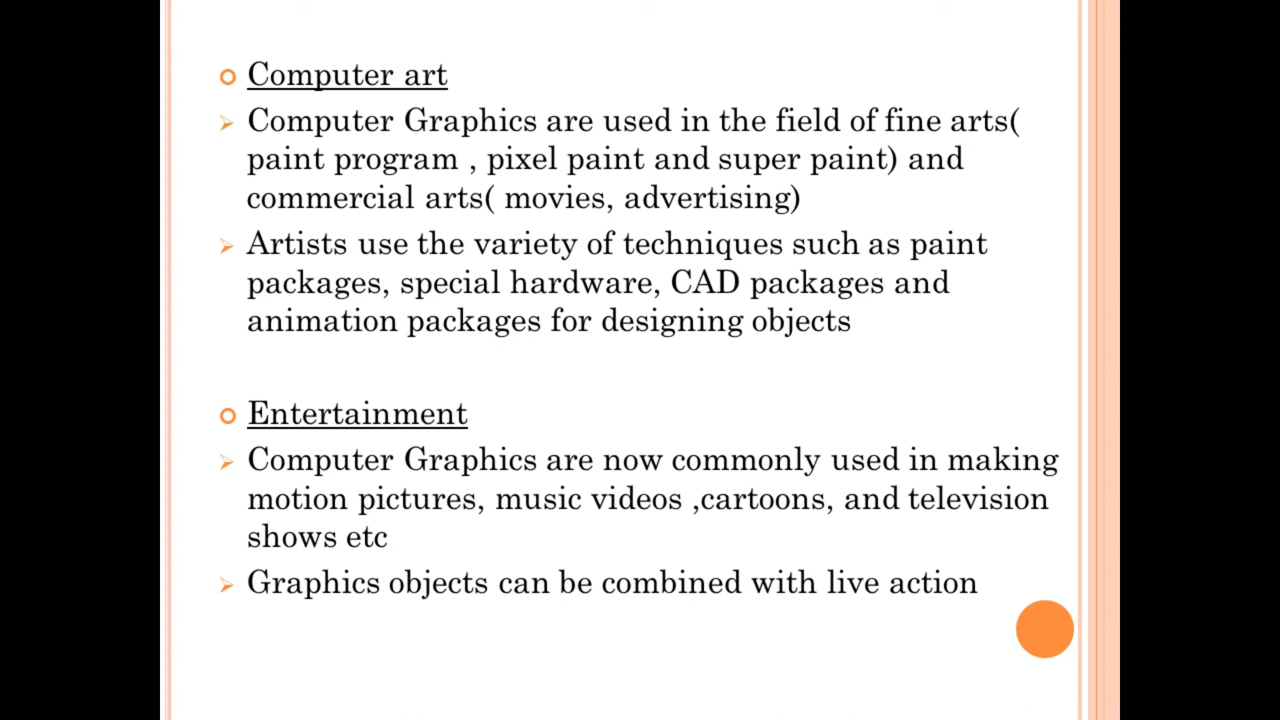 Computer art
Computer Graphics are used in the field of fine arts(
paint program , pixel paint and super paint) and
commercial arts( movies, advertising)
Artists use the variety of techniques such as paint
packages, special hardware, CAD packages and
animation packages for designing objects
Entertainment
Computer Graphics are now commonly used in making
motion pictures, music videos ,cartoons, and television
shows etc
Graphics objects can be combined with live action